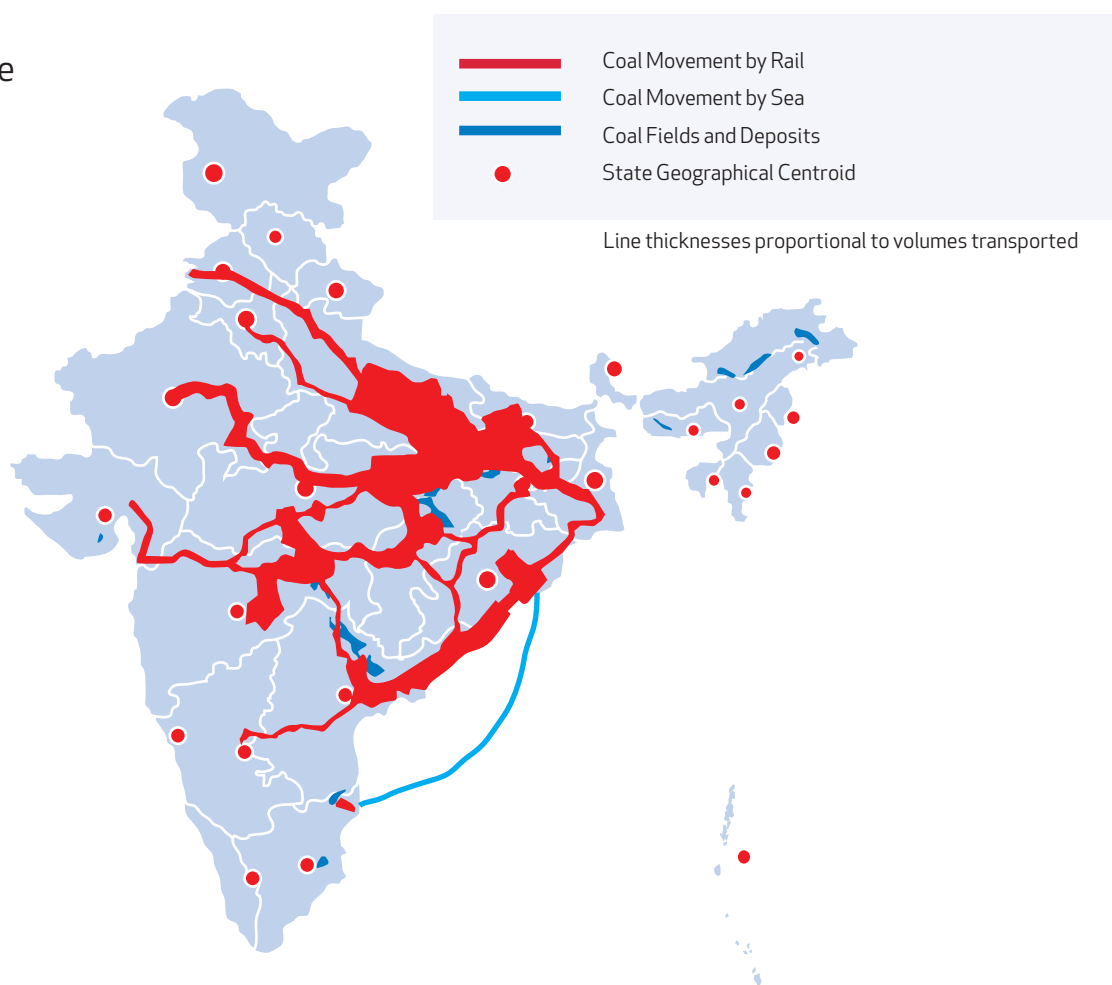 e
Coal Movement by Rail
Coal Movement by Sea
Coal Fields and Deposits
State Geographical Centroid
Line thicknesses proportional to volumes transported